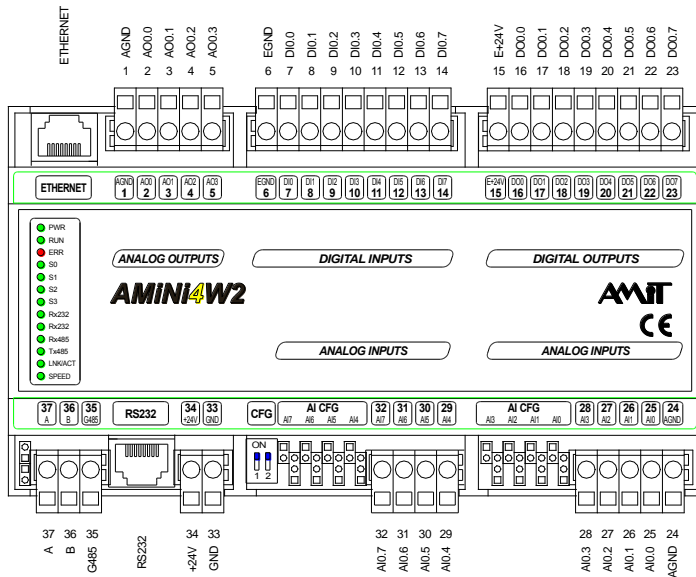 ETHERNET AGND AO0.0 AO0.1 AO0.2 AO0.3 EGND DI0.0 DI0.1 DI0.2 DI0.3 DI0.4 DI0.5 DI0.6 DI0.7 E+24V DO0.0 DO0.1 DO0.2 DO0.3 DO0.4 DO0.5 DO0.6 DO0.7
1 2 3 4 5 6 7 8 9 10 11 12 13 14 15 16 17 18 19 20 21 22 23
ETHERNET AGND AO0 AO1 AO2 AO3 EGND DI0 DI1 DI2 DI3 DI4 DI5 DI6 DI7 E+24V DO0 DO1 DO2 DO3 DO4 DO5 DO6 DO7
1 2 3 4 5 6 7 8 9 10 11 12 13 14 15 16 17 18 19 20 21 22 23
PWR
RUN
ERR
S0
S1
S2
S3
Rx232
Rx232
Rx485
Tx485
LNK/ACT
SPEED
ANALOG OUTPUTS DIGITAL INPUTS DIGITAL OUTPUTS
AMiNi4W2 AMiT
CE
ANALOG INPUTS ANALOG INPUTS
37 36 35 RS232 34 33 CFG AI CFG 32 31 30 29 AI CFG 28 27 26 25 24
A B G485 +24V GND AI7 AI6 AI5 AI4 AI7 AI6 AI5 AI4 AI3 AI2 AI1 AI0 AI3 AI2 AI1 AI0 AGND
ON
1 2
37 36 35 34 33 32 31 30 29 28 27 26 25 24
A B G485 RS232 +24V GND AI0.7 AI0.6 AI0.5 AI0.4 AI0.3 AI0.2 AI0.1 AI0.0 AGND